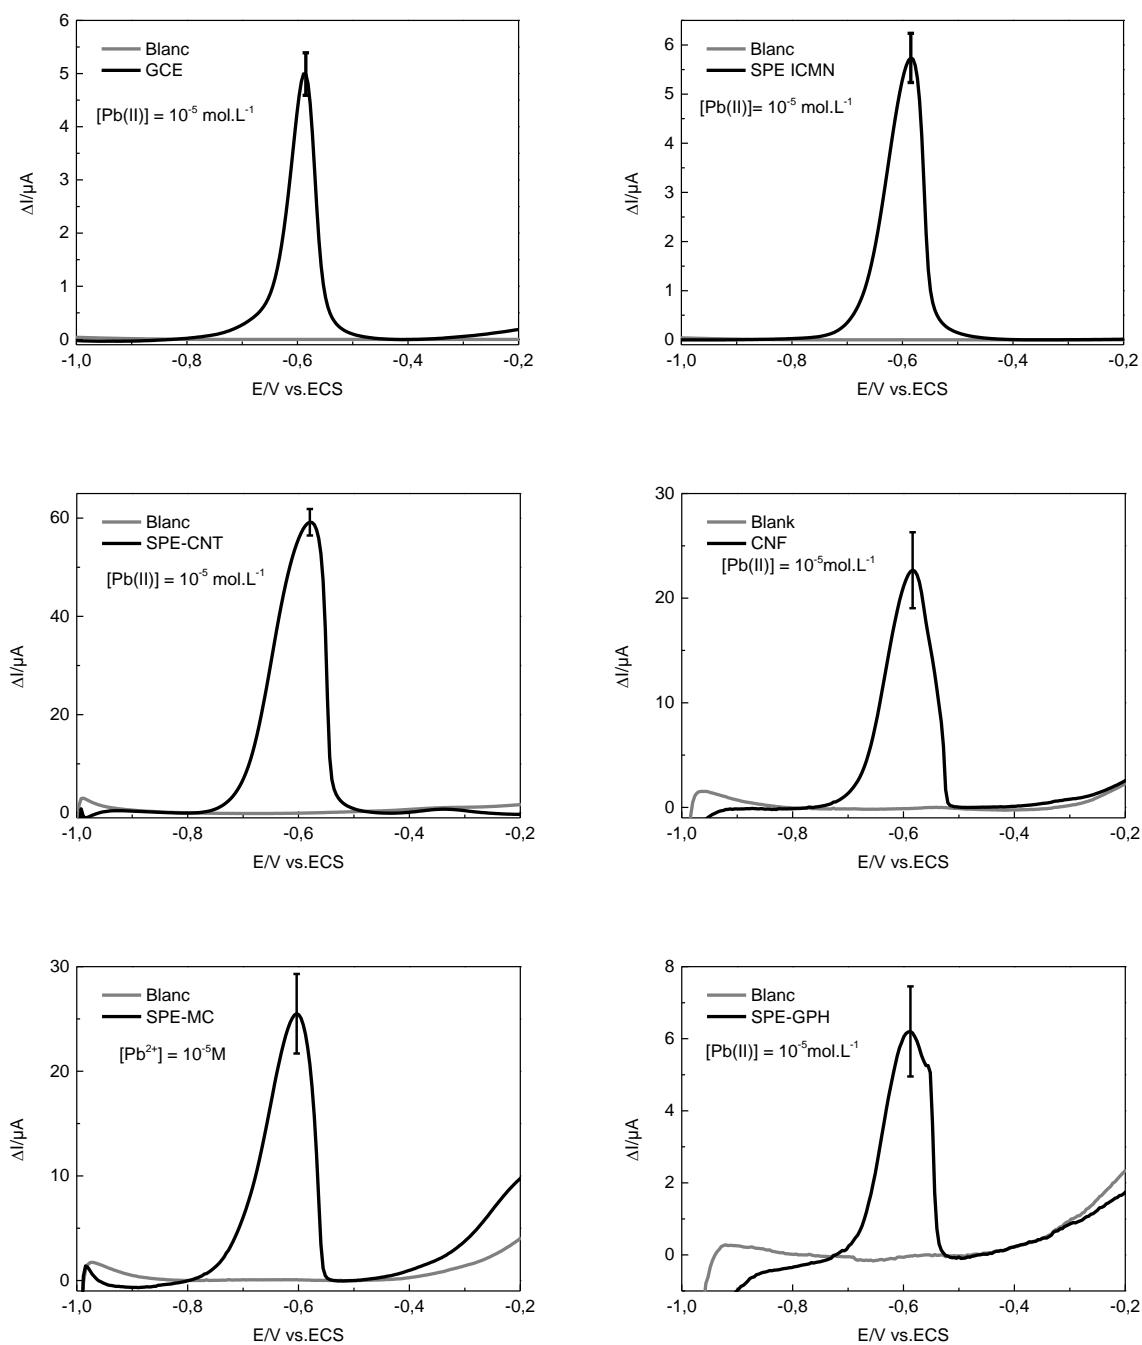 6
5
4
3
2
1
0
ΔI/µA
Blanc
GCE
[Pb(II)] = 10⁻⁵ mol.L⁻¹
-1,0 -0,8 -0,6 -0,4 -0,2
E/V vs.ECS
6
5
4
3
2
1
0
ΔI/µA
Blanc
SPE ICMN
[Pb(II)]= 10⁻⁵ mol.L⁻¹
-1,0 -0,8 -0,6 -0,4 -0,2
E/V vs.ECS
60
40
20
0
ΔI/µA
Blanc
SPE-CNT
[Pb(II)] = 10⁻⁵ mol.L⁻¹
-1,0 -0,8 -0,6 -0,4 -0,2
E/V vs.ECS
30
20
10
0
ΔI/µA
Blank
CNF
[Pb(II)] = 10⁻⁵mol.L⁻¹
-1,0 -0,8 -0,6 -0,4 -0,2
E/V vs.ECS
30
20
10
0
ΔI/µA
Blanc
SPE-MC
[Pb²⁺] = 10⁻⁵M
-1,0 -0,8 -0,6 -0,4 -0,2
E/V vs.ECS
8
6
4
2
0
ΔI/µA
Blanc
SPE-GPH
[Pb(II)] = 10⁻⁵mol.L⁻¹
-1,0 -0,8 -0,6 -0,4 -0,2
E/V vs.ECS